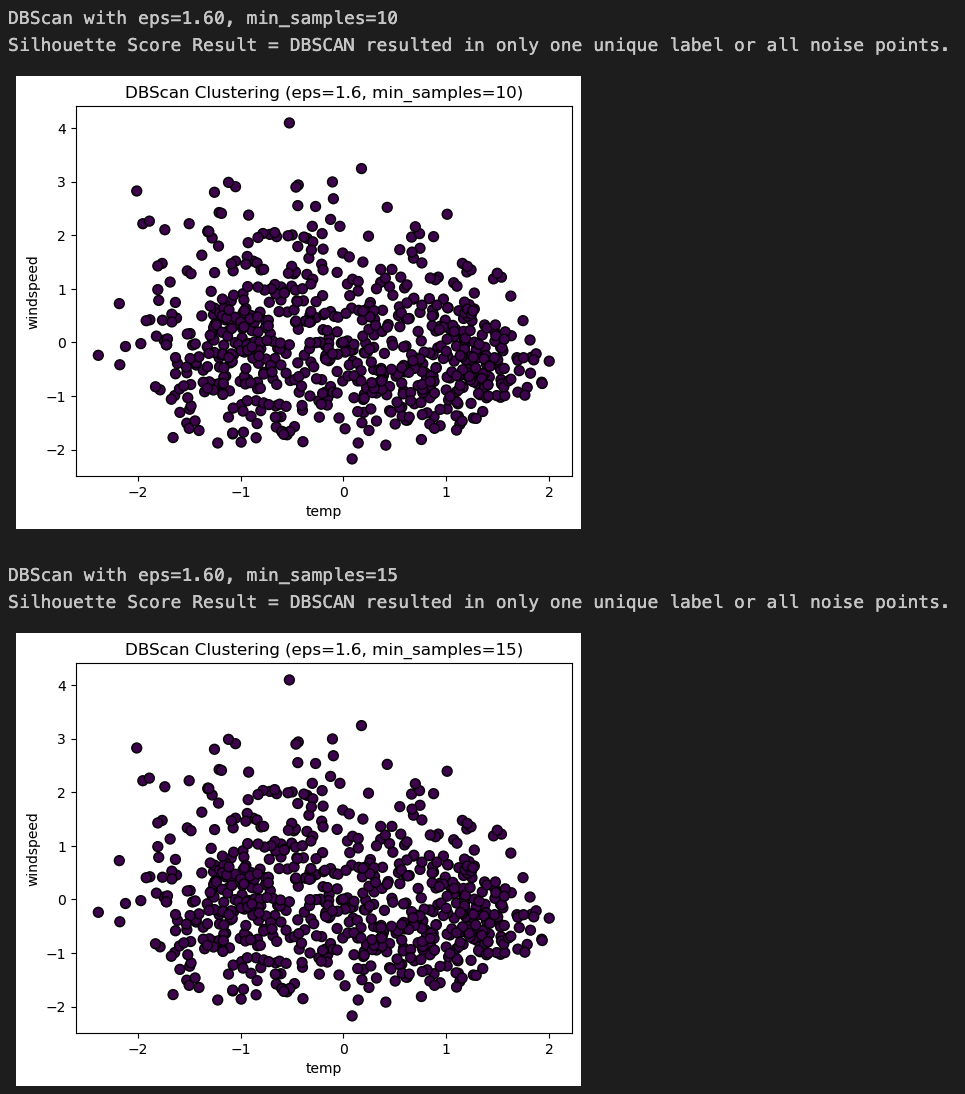 DBScan with eps=1.60, min_samples=10
Silhouette Score Result = DBSCAN resulted in only one unique label or all noise points.
DBScan Clustering (eps=1.6, min_samples=10)
4
3
2
1
0
−1
−2
windspeed
−2 −1 0 1 2
temp
DBScan with eps=1.60, min_samples=15
Silhouette Score Result = DBSCAN resulted in only one unique label or all noise points.
DBScan Clustering (eps=1.6, min_samples=15)
4
3
2
1
0
−1
−2
windspeed
−2 −1 0 1 2
temp